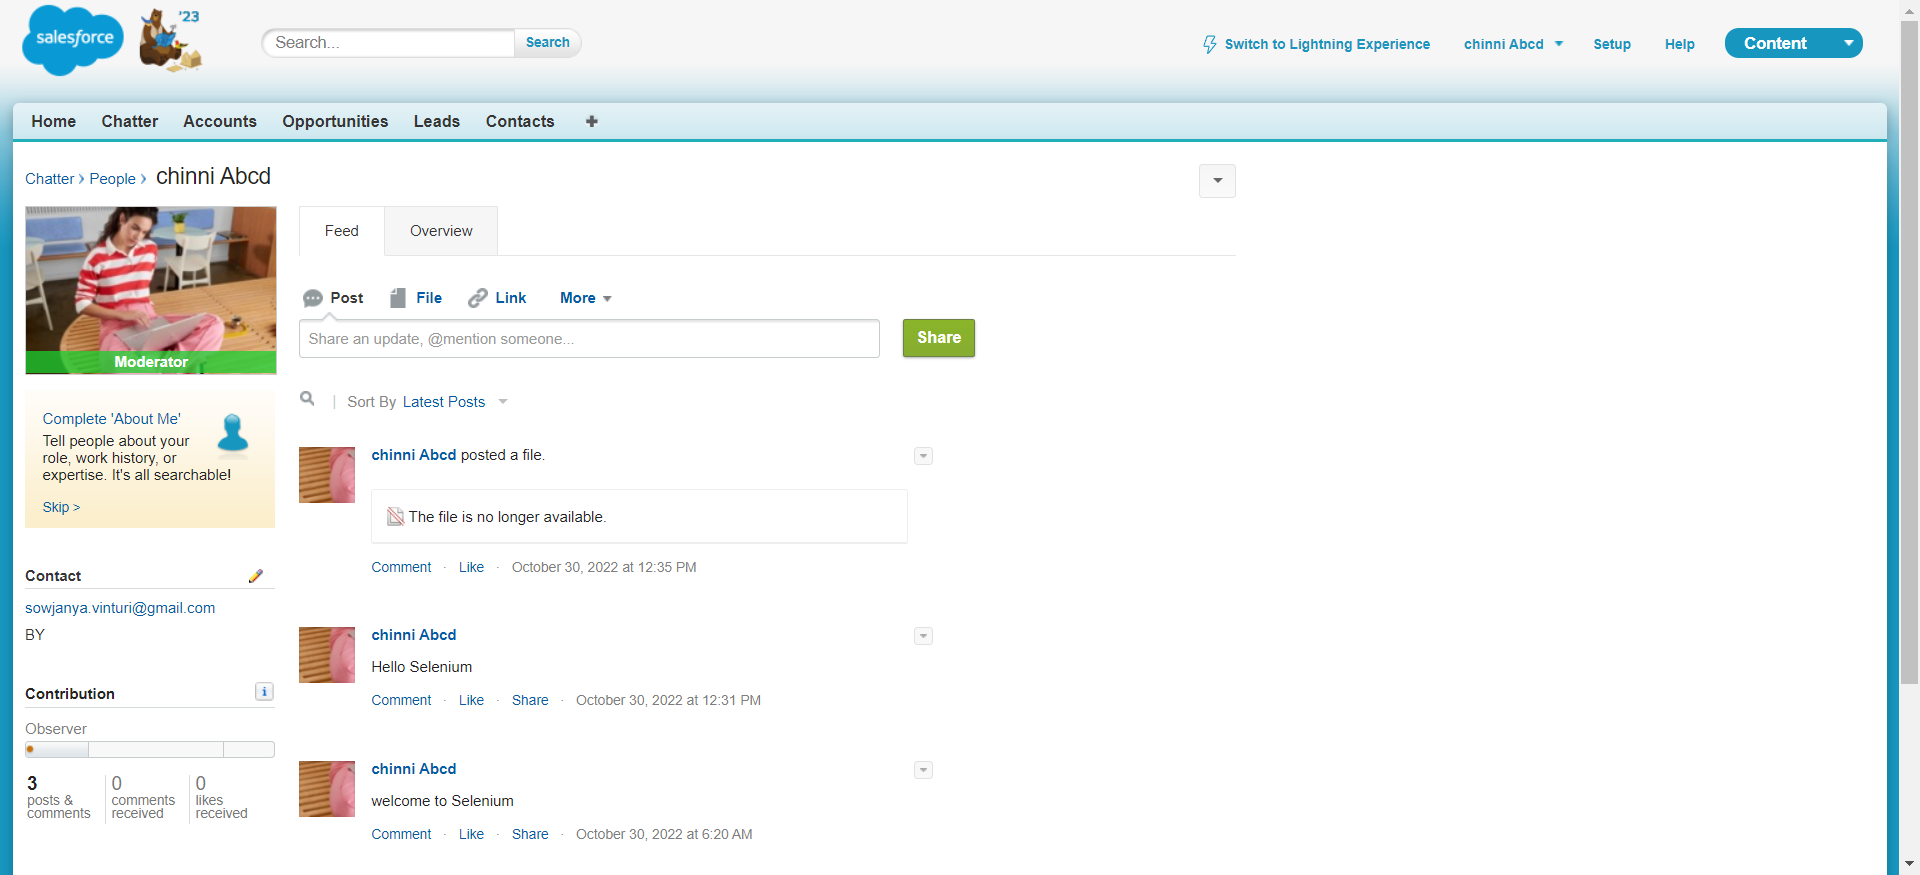 salesforce
'23
Search...
Search
Switch to Lightning Experience
chinni Abcd
Setup
Help
Content
Home
Chatter
Accounts
Opportunities
Leads
Contacts
Chatter › People › chinni Abcd
Moderator
Complete 'About Me'
Tell people about your
role, work history, or
expertise. It's all searchable!
Skip >
Contact
sowjanya.vinturi@gmail.com
BY
Contribution
i
Observer
3
posts &
comments
0
comments
received
0
likes
received
Feed
Overview
Post
File
Link
More
Share an update, @mention someone...
Share
| Sort By Latest Posts
chinni Abcd posted a file.
The file is no longer available.
Comment · Like · October 30, 2022 at 12:35 PM
chinni Abcd
Hello Selenium
Comment · Like · Share · October 30, 2022 at 12:31 PM
chinni Abcd
welcome to Selenium
Comment · Like · Share · October 30, 2022 at 6:20 AM